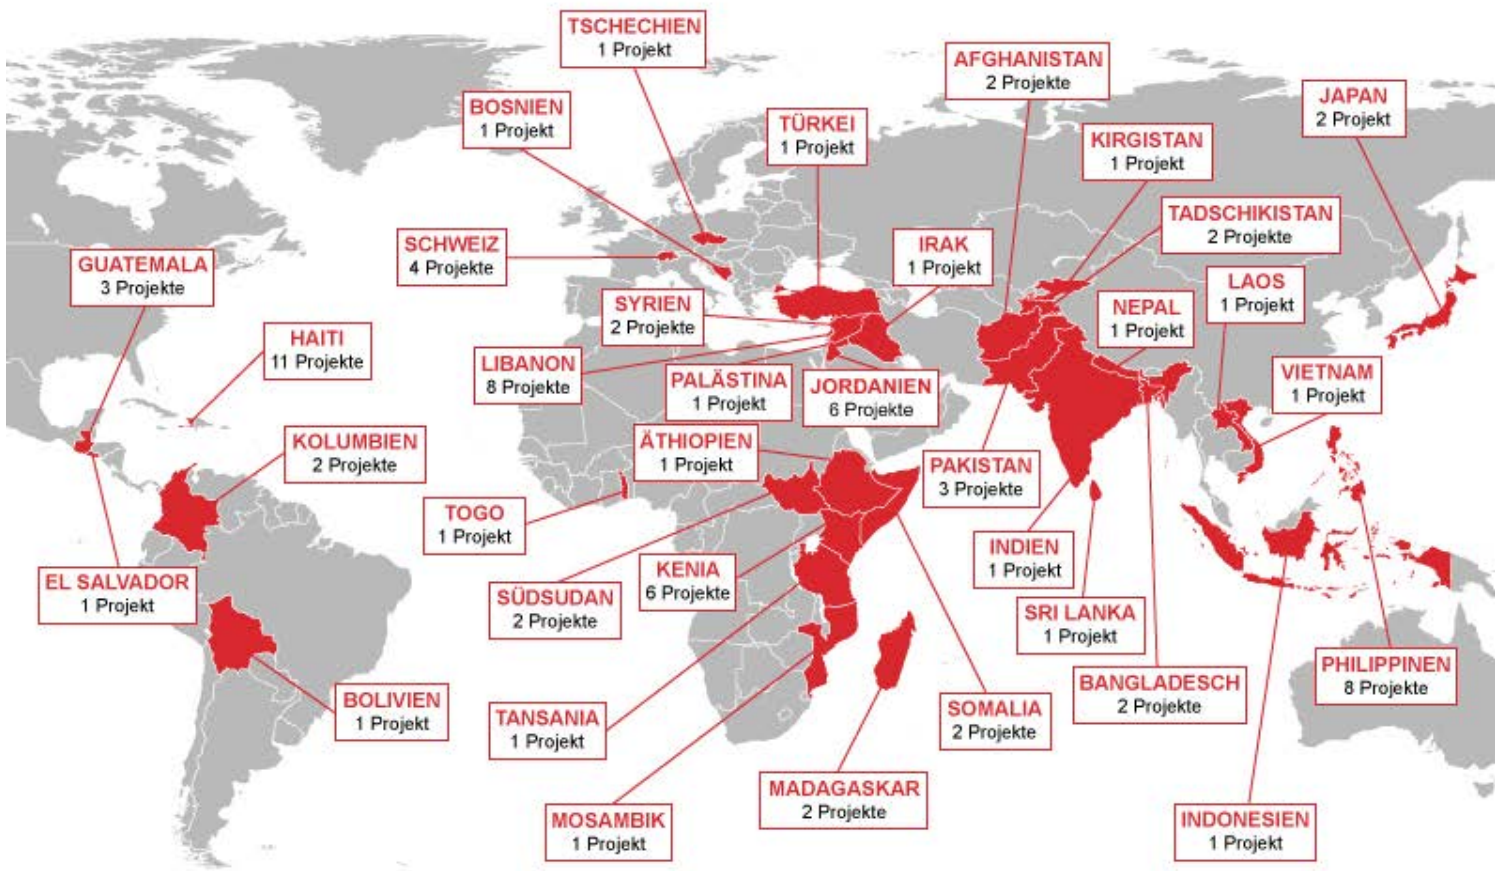 TSCHECHIEN
1 Projekt
AFGHANISTAN
2 Projekte
BOSNIEN
1 Projekt
TÜRKEI
1 Projekt
JAPAN
2 Projekt
KIRGISTAN
1 Projekt
TADSCHIKISTAN
2 Projekte
SCHWEIZ
4 Projekte
IRAK
1 Projekt
GUATEMALA
3 Projekte
LAOS
1 Projekt
SYRIEN
2 Projekte
NEPAL
1 Projekt
HAITI
11 Projekte
LIBANON
8 Projekte
PALÄSTINA
1 Projekt
JORDANIEN
6 Projekte
VIETNAM
1 Projekt
KOLUMBIEN
2 Projekte
ÄTHIOPIEN
1 Projekt
PAKISTAN
3 Projekte
TOGO
1 Projekt
INDIEN
1 Projekt
EL SALVADOR
1 Projekt
SÜDSUDAN
2 Projekte
KENIA
6 Projekte
SRI LANKA
1 Projekt
PHILIPPINEN
8 Projekte
BANGLADESCH
2 Projekte
BOLIVIEN
1 Projekt
TANSANIA
1 Projekt
SOMALIA
2 Projekte
MADAGASKAR
2 Projekte
MOSAMBIK
1 Projekt
INDONESIEN
1 Projekt